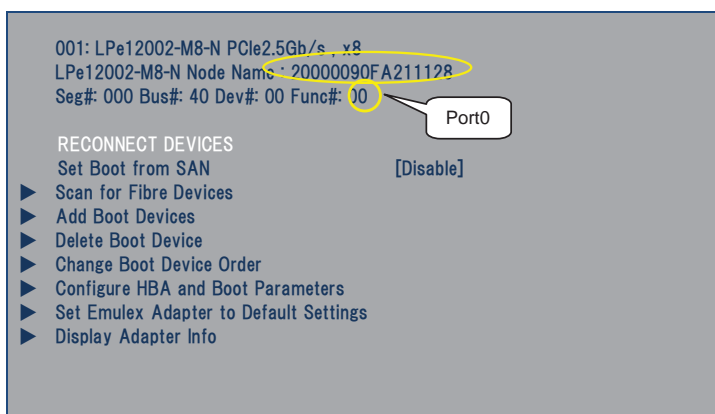 001: LPe12002-M8-N PCIe2.5Gb/s , x8
LPe12002-M8-N Node Name : 20000090FA211128
Seg#: 000 Bus#: 40 Dev#: 00 Func#: 00
Port0
RECONNECT DEVICES
Set Boot from SAN [Disable]
▶ Scan for Fibre Devices
▶ Add Boot Devices
▶ Delete Boot Device
▶ Change Boot Device Order
▶ Configure HBA and Boot Parameters
▶ Set Emulex Adapter to Default Settings
▶ Display Adapter Info